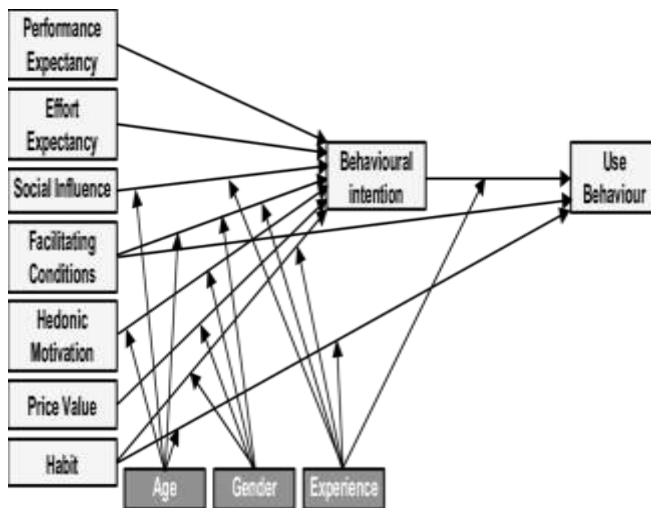 Performance
Expectancy
Effort
Expectancy
Social Influence
Facilitating
Conditions
Hedonic
Motivation
Price Value
Habit
Behavioural
intention
Use
Behaviour
Age
Gender
Experience